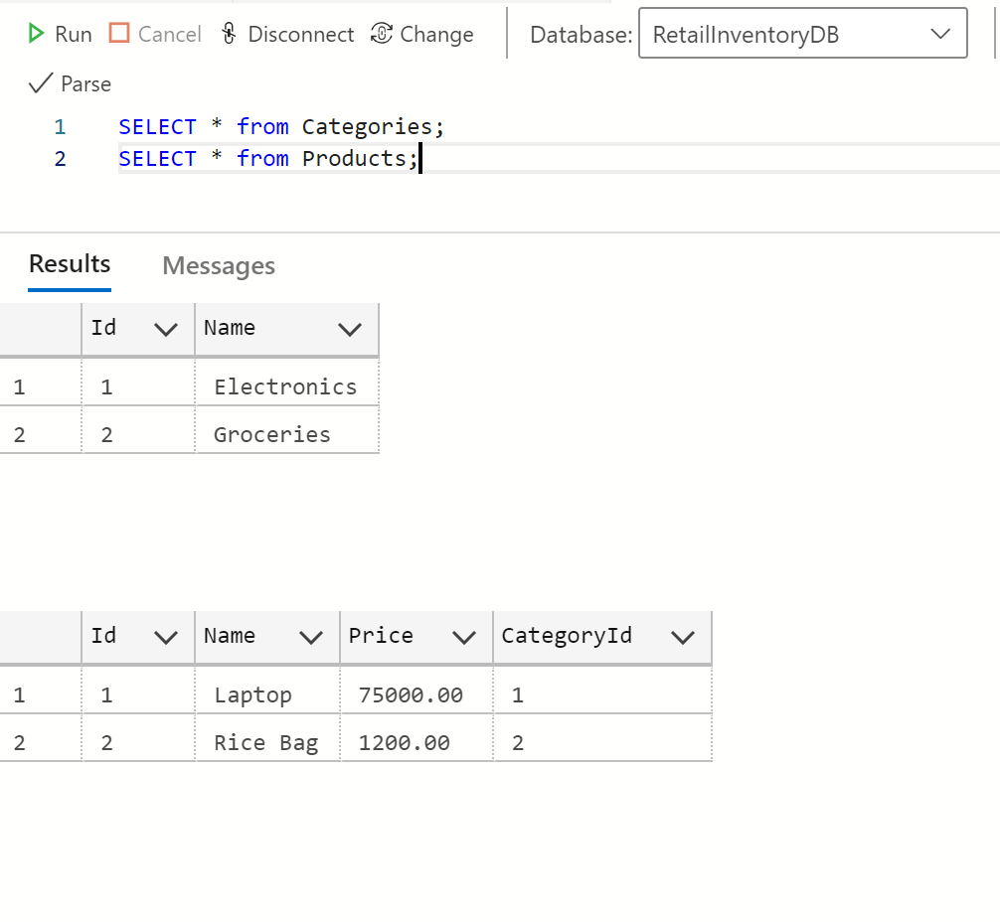 Run Cancel Disconnect Change Database: RetailInventoryDB
Parse
1 SELECT * from Categories;
2 SELECT * from Products;
Results Messages
Id Name
1 1 Electronics
2 2 Groceries
Id Name Price CategoryId
1 1 Laptop 75000.00 1
2 2 Rice Bag 1200.00 2